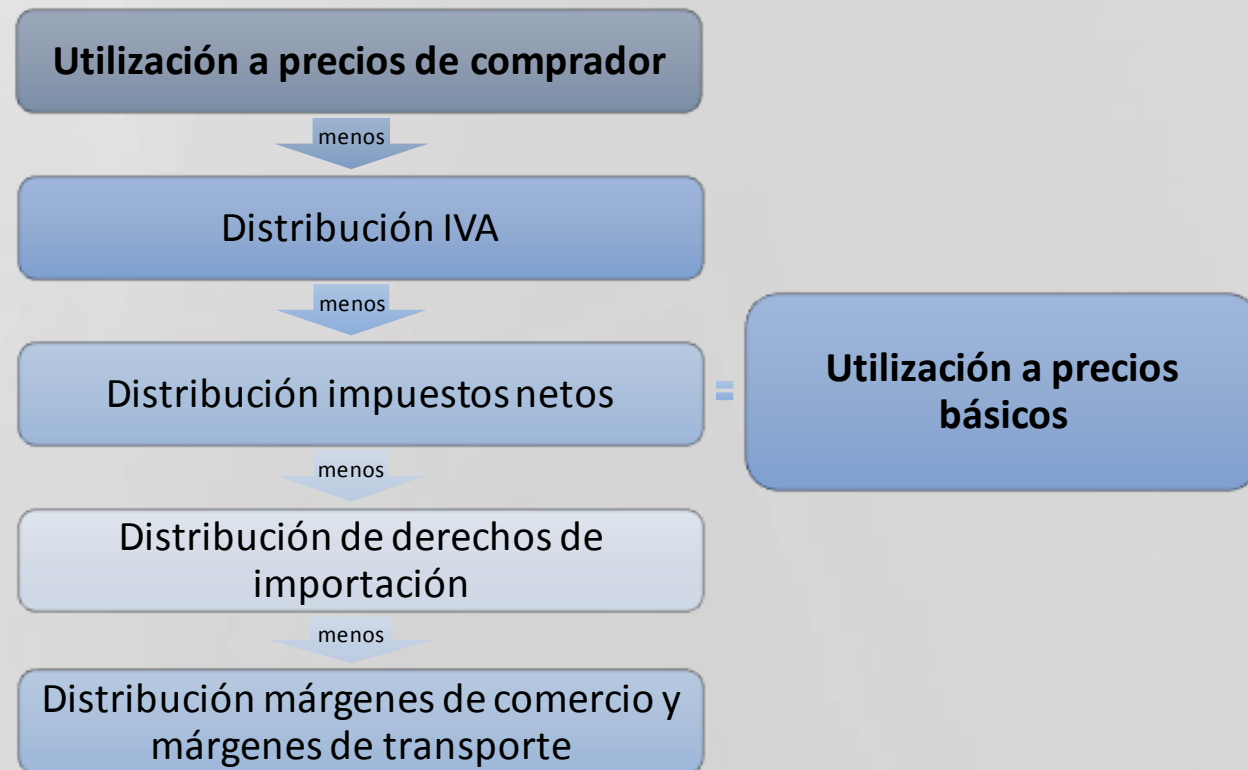 Utilización a precios de comprador
menos
Distribución IVA
menos
Distribución impuestos netos
=
Utilización a precios
básicos
menos
Distribución de derechos de
importación
menos
Distribución márgenes de comercio y
márgenes de transporte